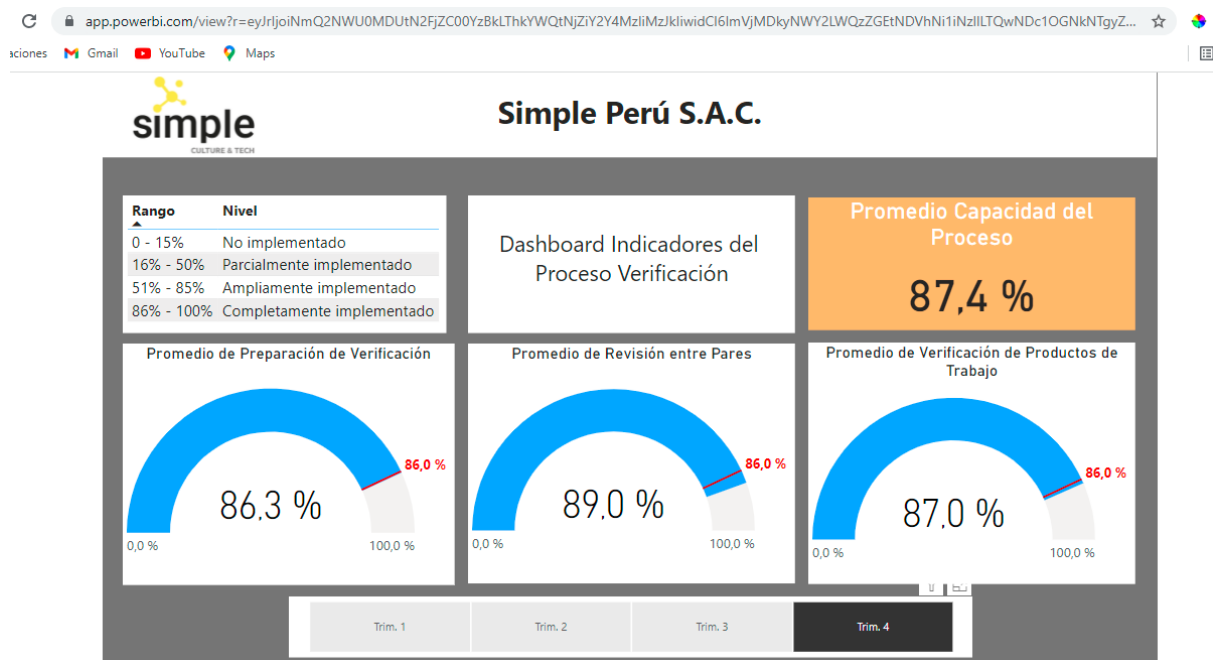 app.powerbi.com/view?r=eyJrIjoiNmQ2NWU0MDUtN2FjZC00YzBkLThkYWQtNjZiY2Y4MzliMzJkIiwidCI6ImVjMDkyNWY2LWQzZGEtNDVhNi1iNzllLTQwNDc1OGNkNTgyZ...
aciones Gmail YouTube Maps
simple
CULTURE & TECH
Simple Perú S.A.C.
Rango Nivel
0 - 15% No implementado
16% - 50% Parcialmente implementado
51% - 85% Ampliamente implementado
86% - 100% Completamente implementado
Dashboard Indicadores del
Proceso Verificación
Promedio Capacidad del
Proceso
87,4 %
Promedio de Preparación de Verificación
86,0 %
86,3 %
0,0 % 100,0 %
Promedio de Revisión entre Pares
86,0 %
89,0 %
0,0 % 100,0 %
Promedio de Verificación de Productos de
Trabajo
86,0 %
87,0 %
0,0 % 100,0 %
Trim. 1 Trim. 2 Trim. 3 Trim. 4